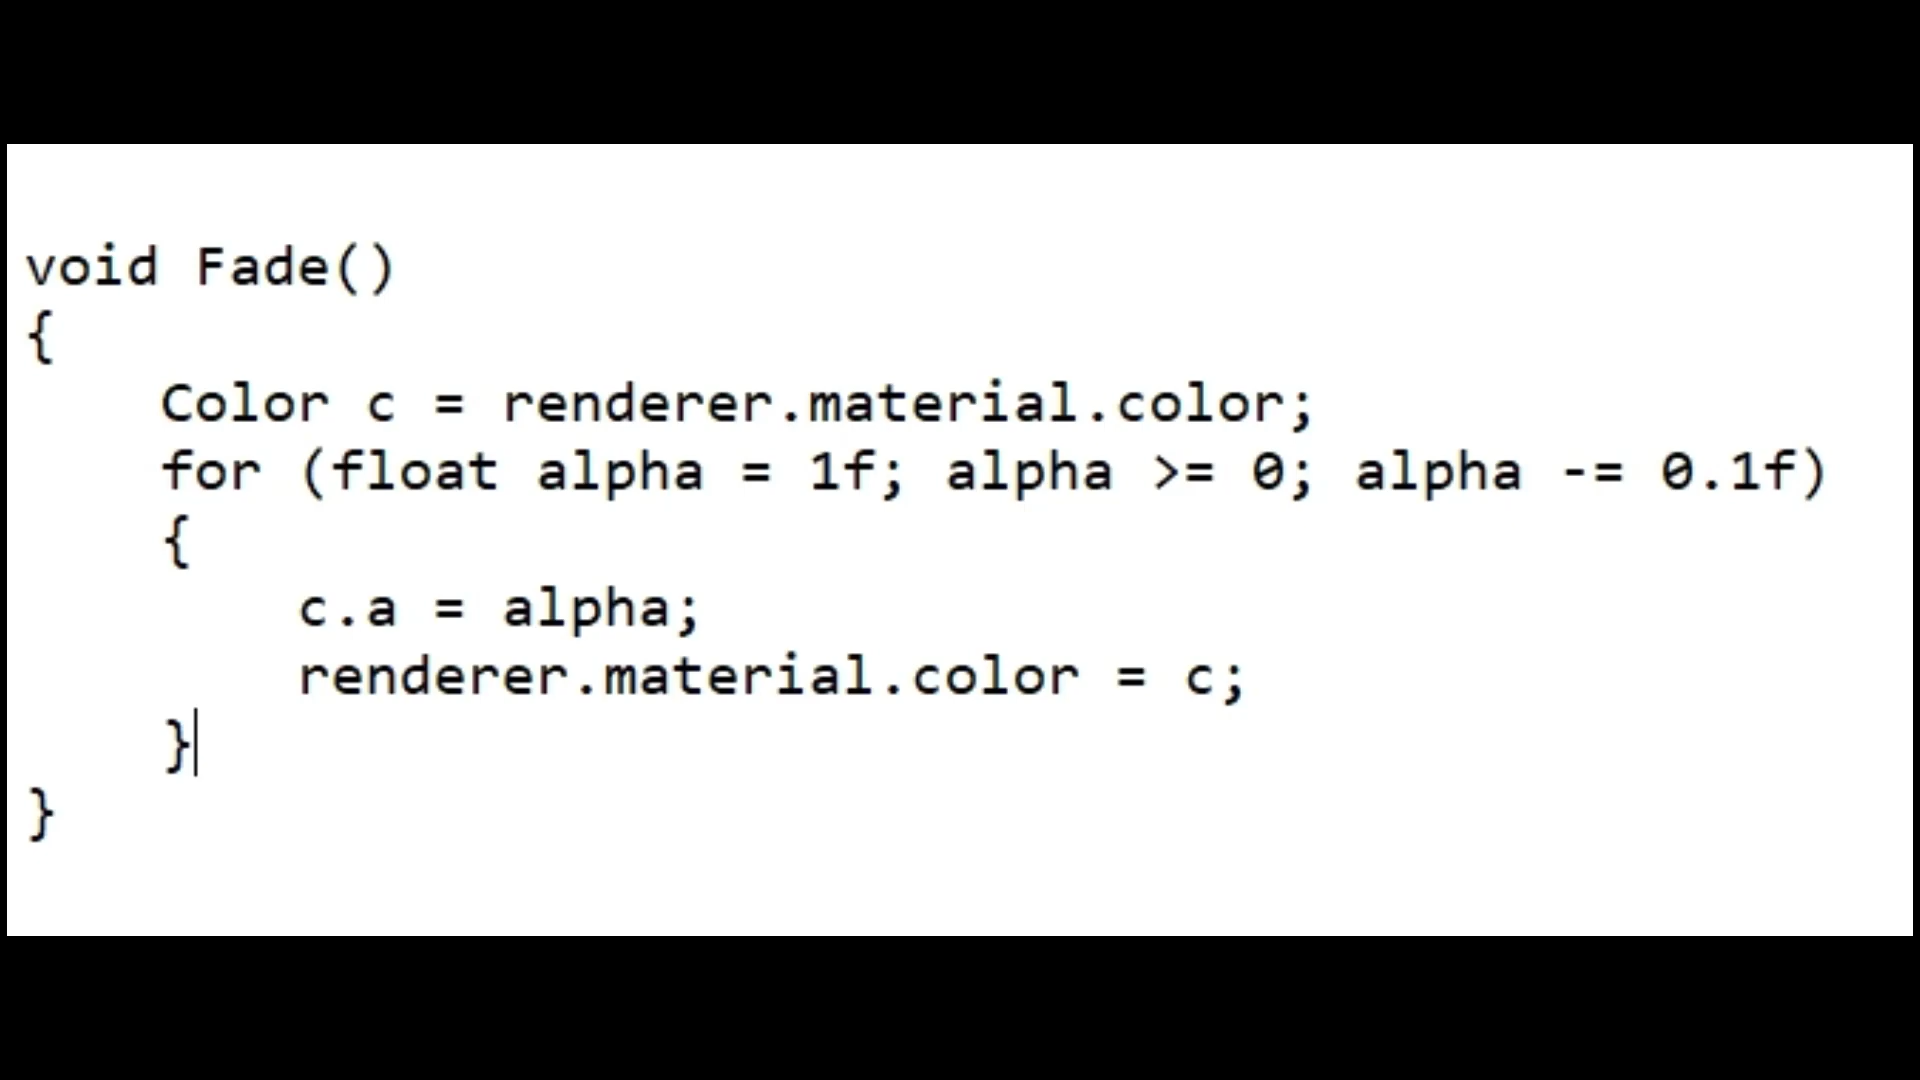 void Fade()
{
    Color c = renderer.material.color;
    for (float alpha = 1f; alpha >= 0; alpha -= 0.1f)
    {
        c.a = alpha;
        renderer.material.color = c;
    }
}